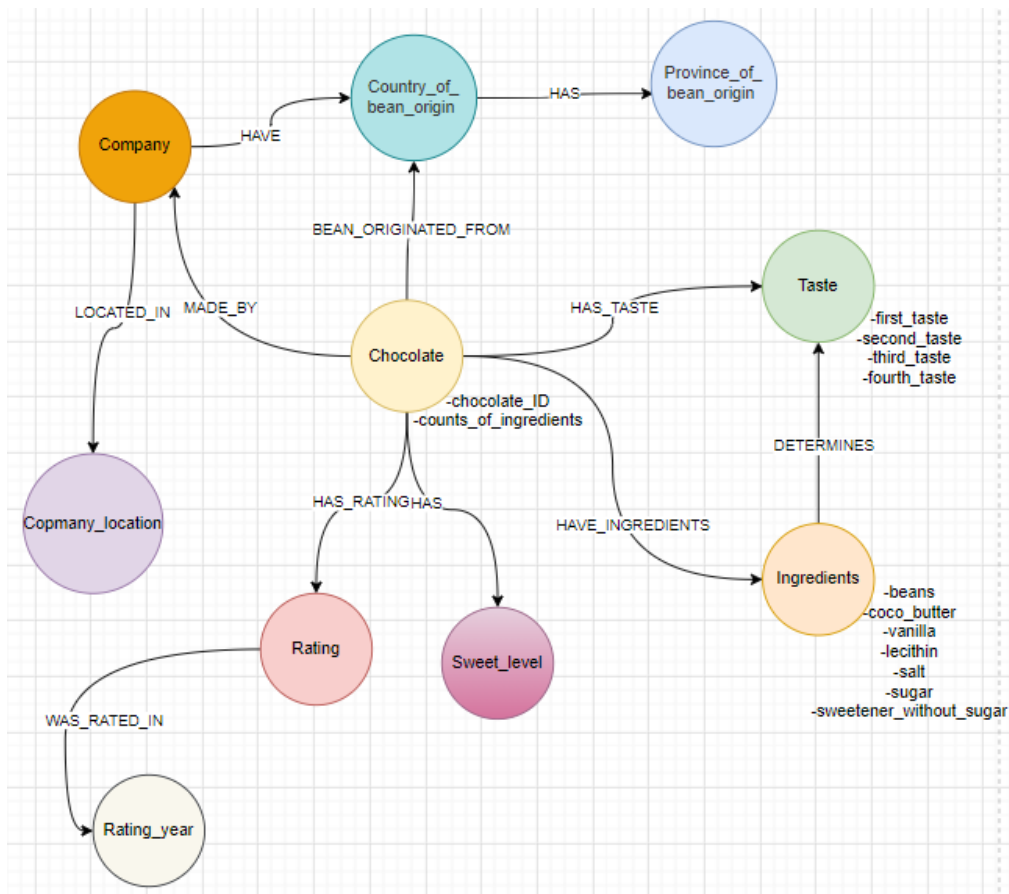 Province_of_
bean_origin
Country_of_
bean_origin
HAS
HAVE
Company
BEAN_ORIGINATED_FROM
LOCATED_IN
MADE_BY
HAS_TASTE
Taste
-first_taste
-second_taste
-third_taste
-fourth_taste
Chocolate
-chocolate_ID
-counts_of_ingredients
DETERMINES
HAS_RATING
HAS
HAVE_INGREDIENTS
Copmany_location
Ingredients
-beans
-coco_butter
-vanilla
-lecithin
-salt
-sugar
-sweetener_without_sugar
Rating
Sweet_level
WAS_RATED_IN
Rating_year